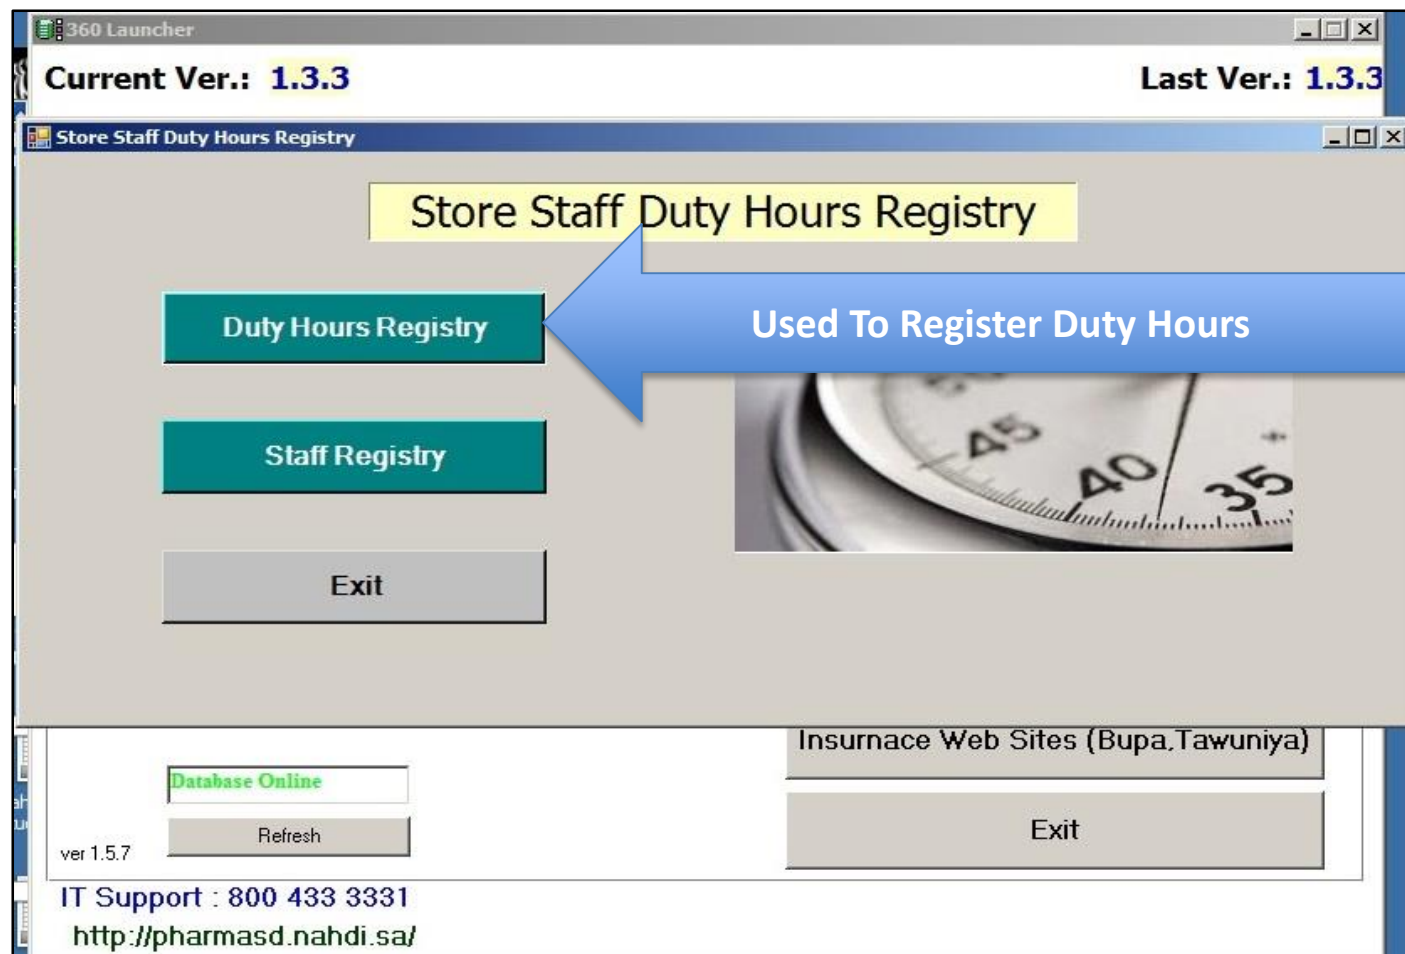 360 Launcher
Current Ver.: 1.3.3
Last Ver.: 1.3.3
Store Staff Duty Hours Registry
Store Staff Duty Hours Registry
Duty Hours Registry
Used To Register Duty Hours
45
40
35
Staff Registry
Exit
Insurnace Web Sites (Bupa,Tawuniya)
Database Online
Refresh
Exit
ver 1.5.7
IT Support : 800 433 3331
http://pharmasd.nahdi.sa/